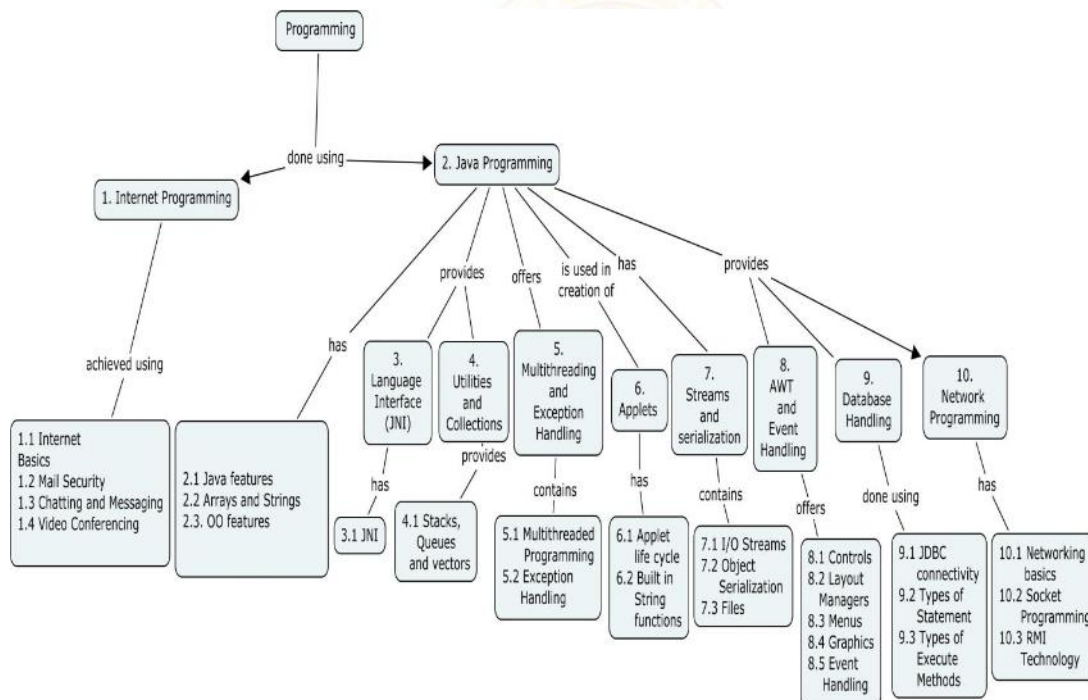 Programming
done using
1. Internet Programming
2. Java Programming
achieved using
has
provides
offers
is used in
creation of
has
provides
1.1 Internet
Basics
1.2 Mail Security
1.3 Chatting and Messaging
1.4 Video Conferencing
2.1 Java features
2.2 Arrays and Strings
2.3. OO features
3.
Language
Interface
(JNI)
has
3.1 JNI
4.
Utilities
and
Collections
provides
4.1 Stacks,
Queues
and vectors
5.
Multithreading
and
Exception
Handling
contains
5.1 Multithreaded
Programming
5.2 Exception
Handling
6.
Applets
has
6.1 Applet
life cycle
6.2 Built in
String
functions
7.
Streams
and
serialization
contains
7.1 I/O Streams
7.2 Object
Serialization
7.3 Files
8.
AWT
and
Event
Handling
offers
8.1 Controls
8.2 Layout
Managers
8.3 Menus
8.4 Graphics
8.5 Event
Handling
9.
Database
Handling
done using
9.1 JDBC
connectivity
9.2 Types of
Statement
9.3 Types of
Execute
Methods
10.
Network
Programming
has
10.1 Networking
basics
10.2 Socket
Programming
10.3 RMI
Technology